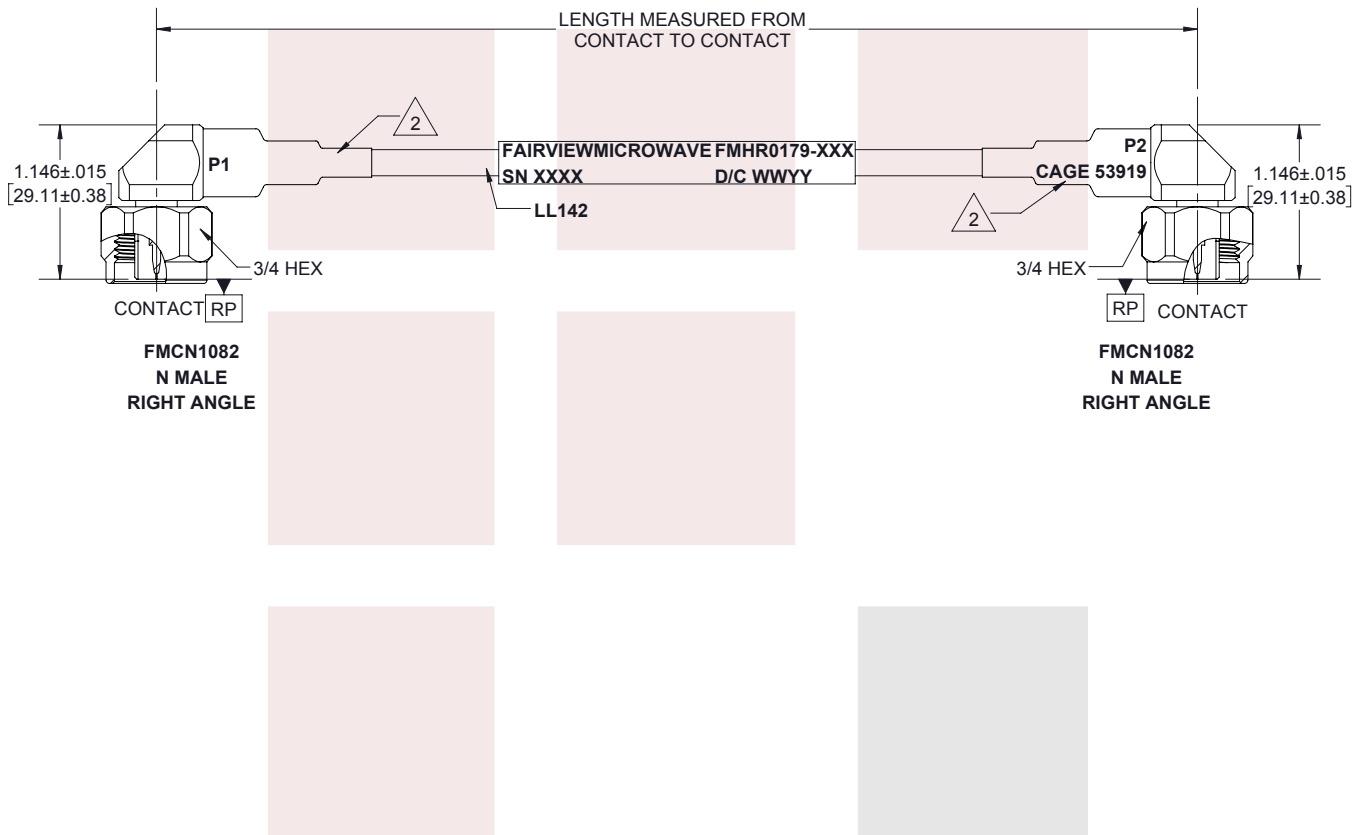 LENGTH MEASURED FROM
CONTACT TO CONTACT
2
1.146±.015
[29.11±0.38]
P1
FAIRVIEWMICROWAVE FMHR0179-XXX
SN XXXX D/C WWYY
LL142
P2
CAGE 53919
2
1.146±.015
[29.11±0.38]
3/4 HEX
3/4 HEX
CONTACT RP
RP CONTACT
FMCN1082
N MALE
RIGHT ANGLE
FMCN1082
N MALE
RIGHT ANGLE